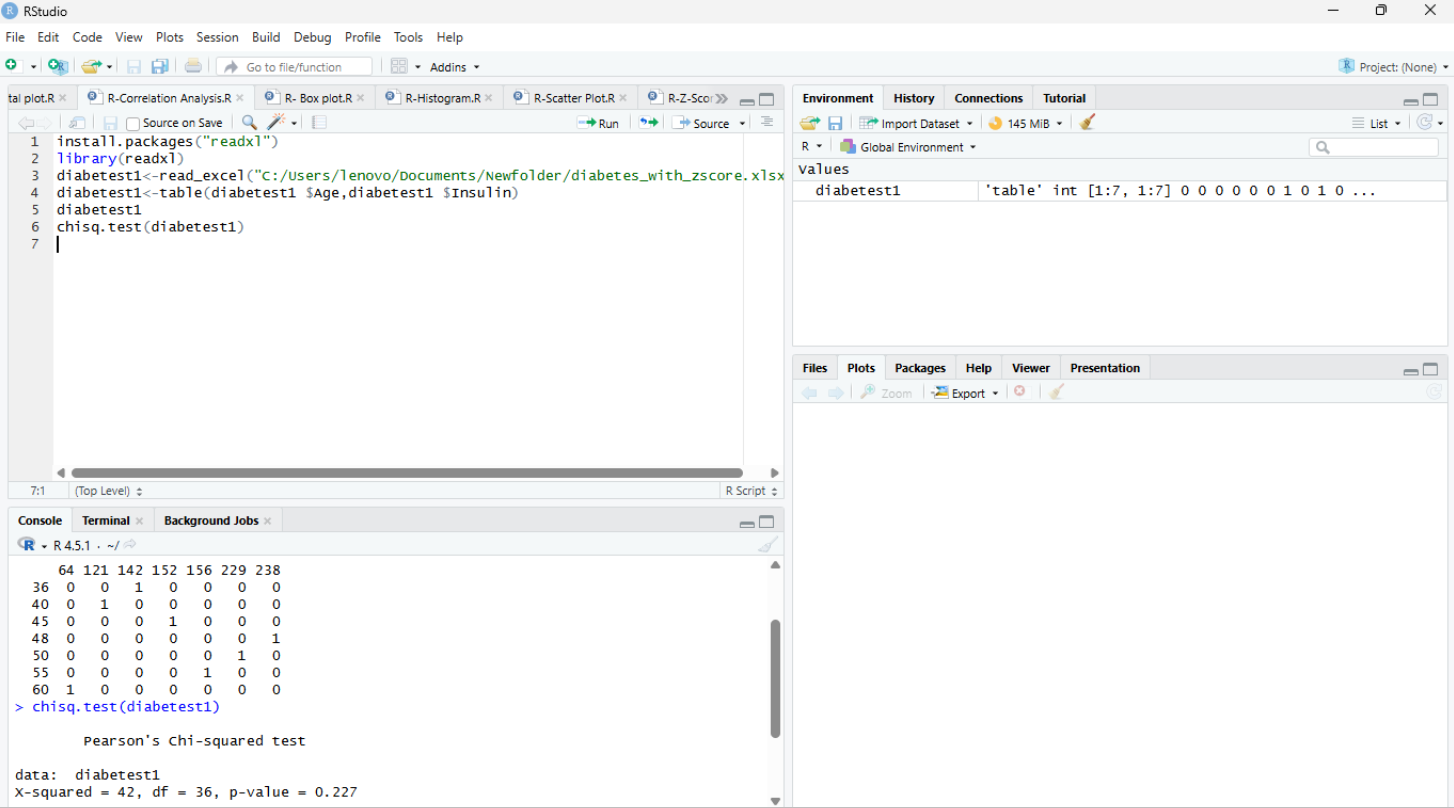 RStudio
File Edit Code View Plots Session Build Debug Profile Tools Help
Go to file/function Addins Project: (None)
tal plot.R R-Correlation Analysis.R R- Box plot.R R-Histogram.R R-Scatter Plot.R R-Z-Scor
Source on Save Run Source
1 install.packages("readxl")
2 library(readxl)
3 diabetest1<-read_excel("C:/Users/lenovo/Documents/NewFolder/diabetes_with_zscore.xlsx
4 diabetest1<-table(diabetest1 $Age,diabetest1 $Insulin)
5 diabetest1
6 chisq.test(diabetest1)
7
7:1 (Top Level) R Script
Console Terminal Background Jobs
R 4.5.1 · ~/
64 121 142 152 156 229 238
36 0 0 1 0 0 0 0
40 0 1 0 0 0 0 0
45 0 0 0 1 0 0 0
48 0 0 0 0 0 0 1
50 0 0 0 0 0 1 0
55 0 0 0 0 1 0 0
60 1 0 0 0 0 0 0
> chisq.test(diabetest1)
Pearson's Chi-squared test
data: diabetest1
X-squared = 42, df = 36, p-value = 0.227
Environment History Connections Tutorial
Import Dataset 145 MiB List
R Global Environment
Values
diabetest1 'table' int [1:7, 1:7] 0 0 0 0 0 0 1 0 1 0 ...
Files Plots Packages Help Viewer Presentation
Zoom Export